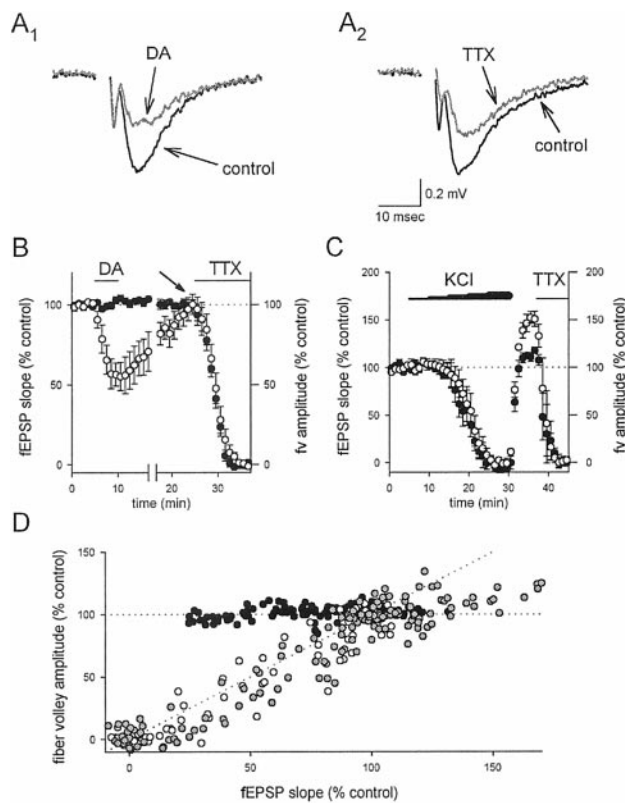 A1
A2
DA
TTX
control
control
0.2 mV
10 msec
B
DA
TTX
100
50
0
fEPSP slope (% control)
100
50
0
fv amplitude (% control)
0 10 20 30
time (min)
C
KCl
TTX
200
150
100
50
0
fEPSP slope (% control)
200
150
100
50
0
fv amplitude (% control)
0 10 20 30 40
time (min)
D
150
100
50
0
fiber volley amplitude (% control)
0 50 100 150
fEPSP slope (% control)